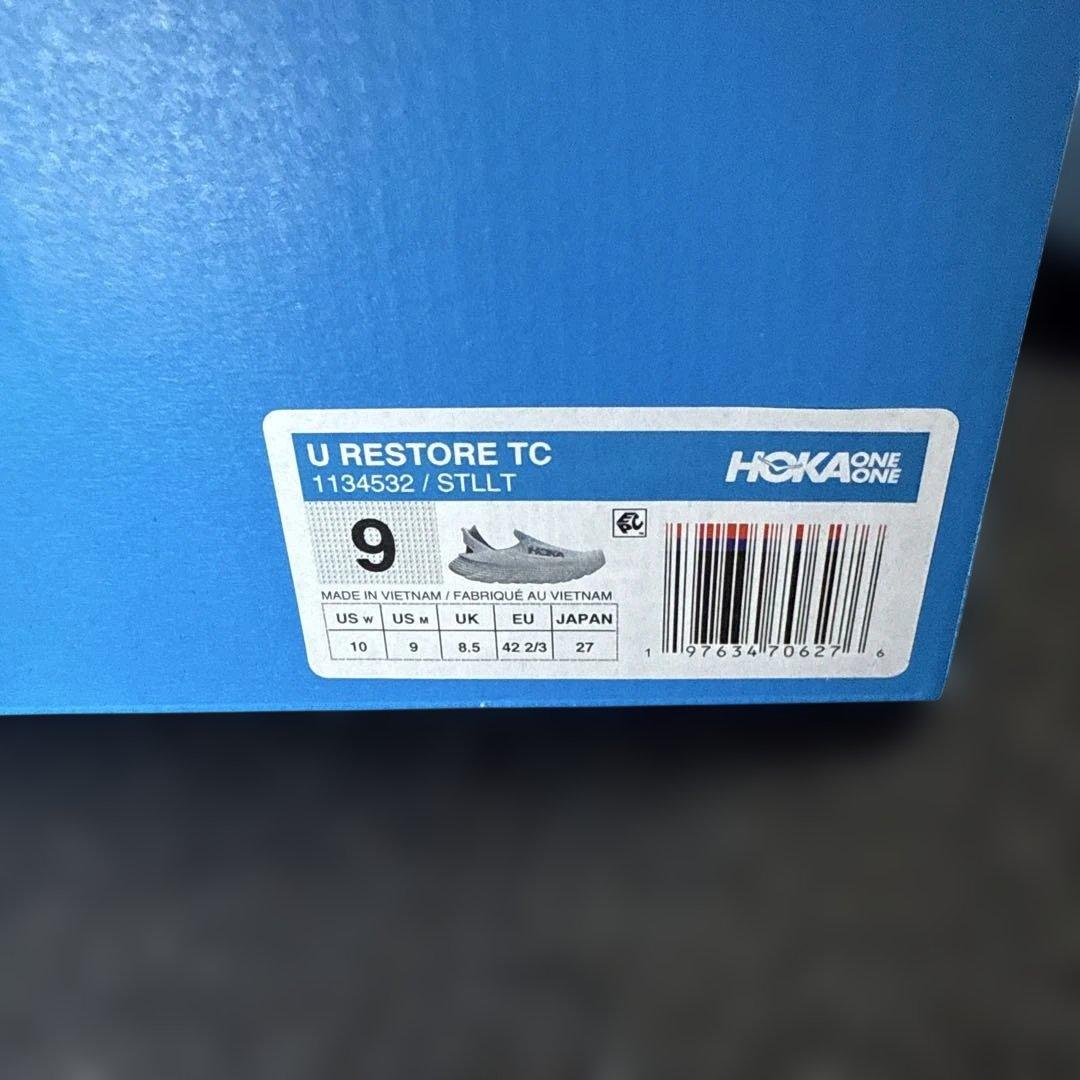 U RESTORE TC
1134532 / STLLT
HOKA ONE ONE
9
HOKA
EPC
MADE IN VIETNAM / FABRIQUÉ AU VIETNAM
US W US M UK EU JAPAN
10 9 8.5 42 2/3 27
1 97634 70627 6